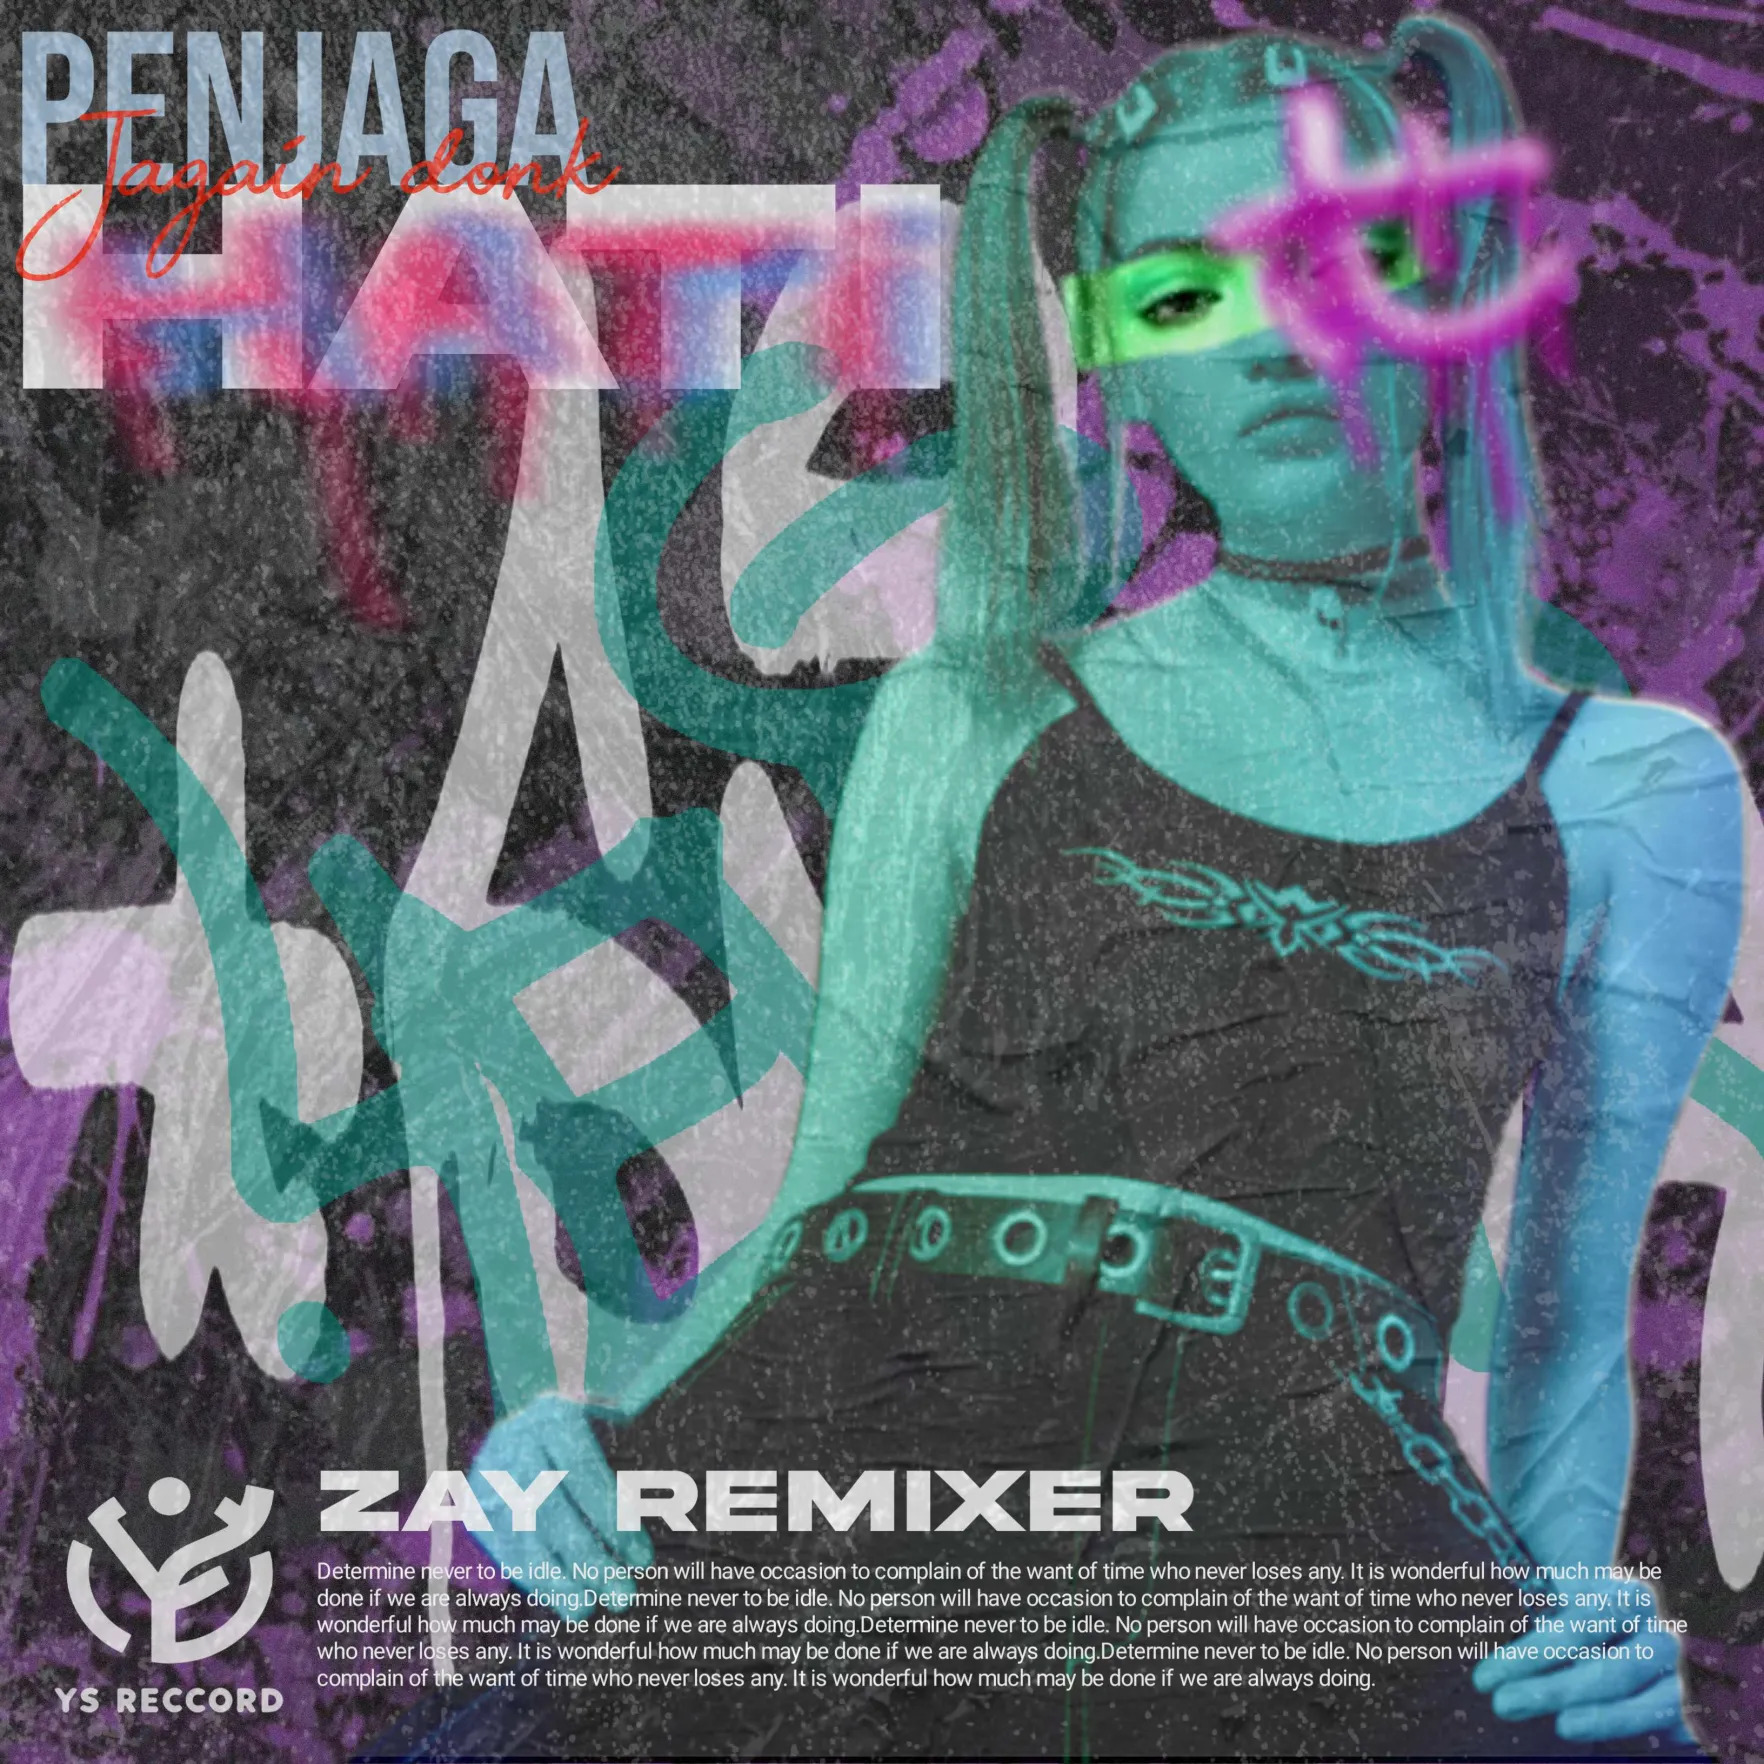 PENJAGA
Jagain donk
HATI
ZAY REMIXER
Determine never to be idle. No person will have occasion to complain of the want of time who never loses any. It is wonderful how much may be
done if we are always doing.Determine never to be idle. No person will have occasion to complain of the want of time who never loses any. It is
wonderful how much may be done if we are always doing.Determine never to be idle. No person will have occasion to complain of the want of time
who never loses any. It is wonderful how much may be done if we are always doing.Determine never to be idle. No person will have occasion to
complain of the want of time who never loses any. It is wonderful how much may be done if we are always doing.
YS RECCORD